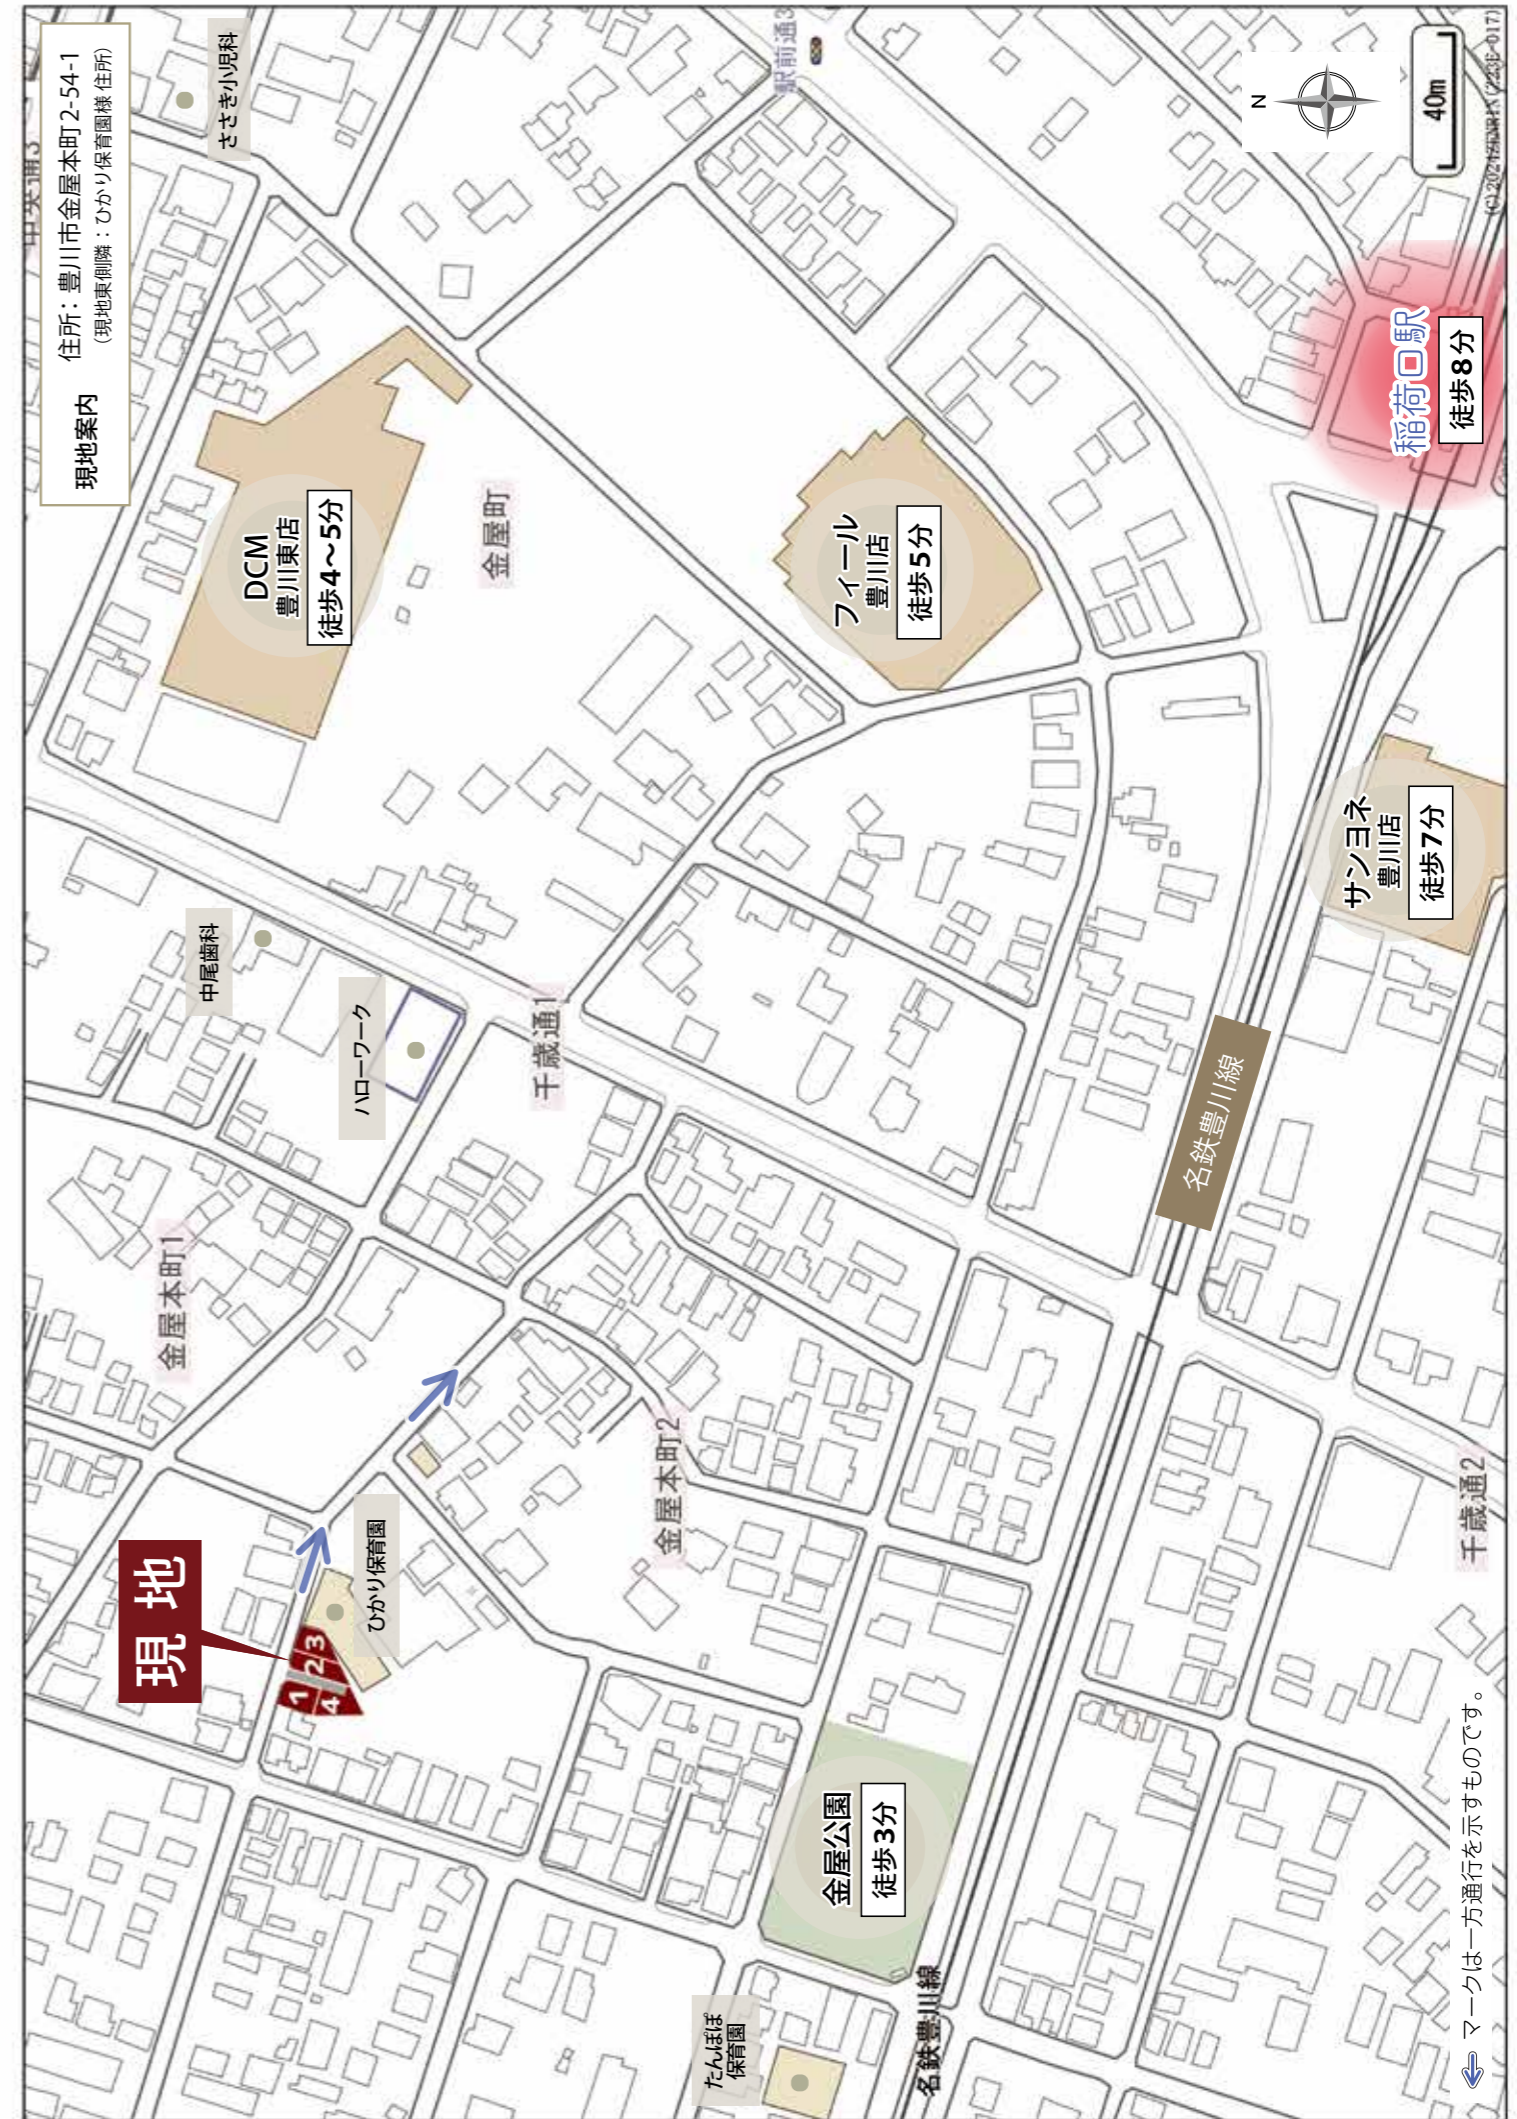 現地案内 住所：豊川市金屋本町2-54-1
(現地東側隣：ひかり保育園様 住所)
中央通3
ささき小児科
駅前通3
N
40m
DCM
豊川東店
徒歩4～5分
金屋町
フィール
豊川店
徒歩5分
稲荷口駅
徒歩8分
サンヨネ
豊川店
徒歩7分
中尾歯科
ハローワーク
千歳通1
名鉄豊川線
金屋本町1
金屋本町2
千歳通2
現地
1
2
3
4
ひかり保育園
金屋公園
徒歩3分
たんぽぽ
保育園
名鉄豊川線
マークは一方通行を示すものです。